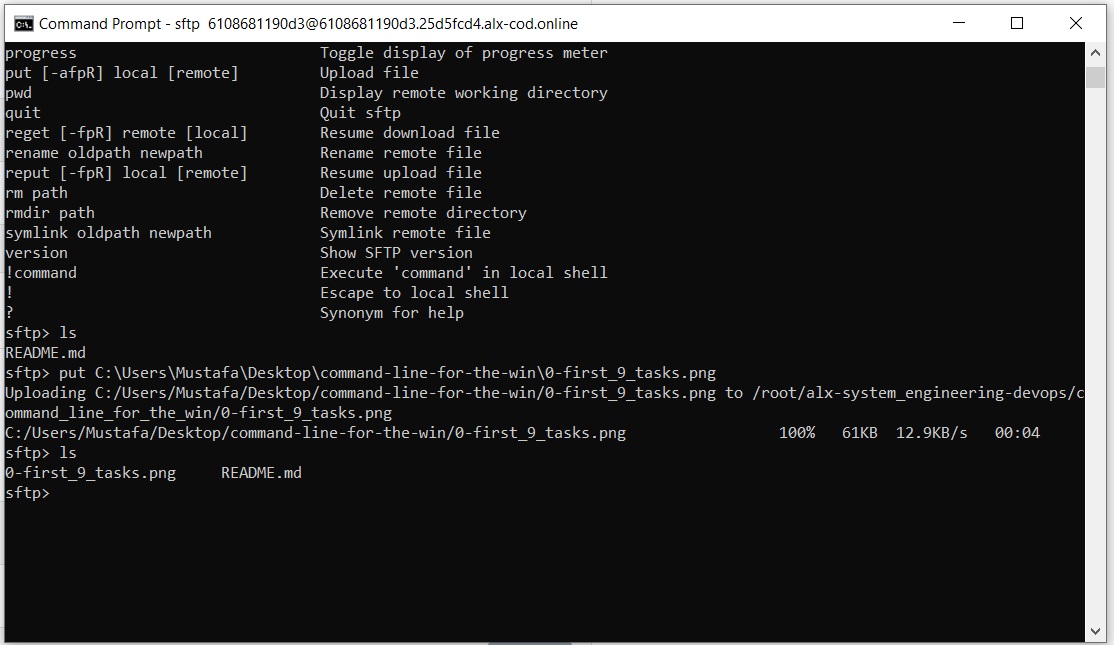 Command Prompt - sftp  6108681190d3@6108681190d3.25d5fcd4.alx-cod.online
progress                           Toggle display of progress meter
put [-afpR] local [remote]         Upload file
pwd                                Display remote working directory
quit                               Quit sftp
reget [-fpR] remote [local]        Resume download file
rename oldpath newpath             Rename remote file
reput [-fpR] local [remote]        Resume upload file
rm path                            Delete remote file
rmdir path                         Remove remote directory
symlink oldpath newpath            Symlink remote file
version                            Show SFTP version
!command                           Execute 'command' in local shell
!                                  Escape to local shell
?                                  Synonym for help
sftp> ls
README.md
sftp> put C:\Users\Mustafa\Desktop\command-line-for-the-win\0-first_9_tasks.png
Uploading C:/Users/Mustafa/Desktop/command-line-for-the-win/0-first_9_tasks.png to /root/alx-system_engineering-devops/c
ommand_line_for_the_win/0-first_9_tasks.png
C:/Users/Mustafa/Desktop/command-line-for-the-win/0-first_9_tasks.png                 100%   61KB  12.9KB/s   00:04
sftp> ls
0-first_9_tasks.png     README.md
sftp>